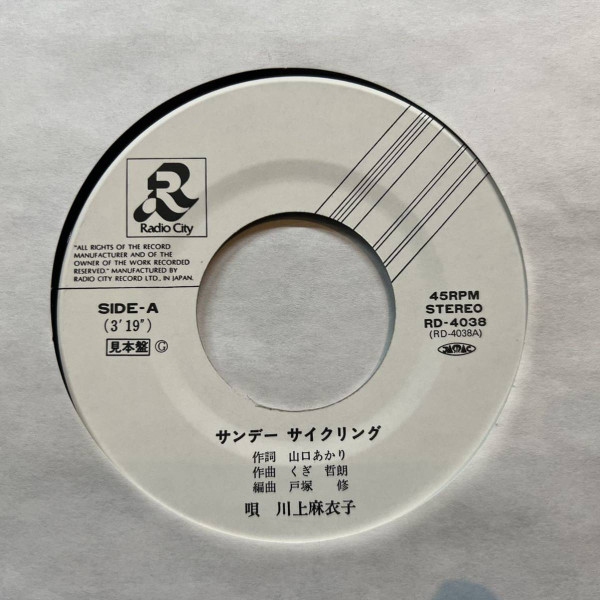 R
Radio City
"ALL RIGHTS OF THE RECORD
MANUFACTURER AND OF THE
OWNER OF THE WORK RECORDED
RESERVED." MANUFACTURED BY
RADIO CITY RECORD LTD., IN JAPAN.
SIDE-A
(3'19")
見本盤 Ⓖ
45RPM
STEREO
RD-4038
(RD-4038A)
JASRAC
サンデー サイクリング
作詞 山口あかり
作曲 くぎ 哲朗
編曲 戸塚 修
唄 川上麻衣子